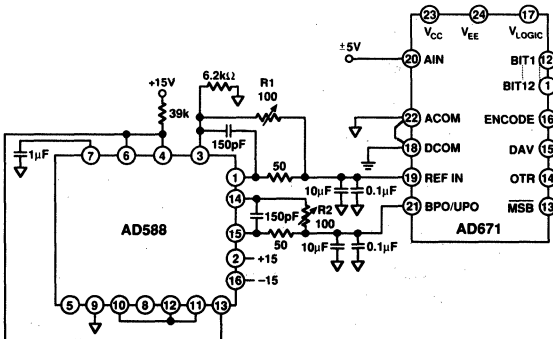 23 24 17
VCC VEE VLOGIC
±5V
20 AIN
BIT1 12
BIT12 1
22 ACOM
ENCODE 16
18 DCOM
DAV 15
19 REF IN
OTR 14
21 BPO/UPO
MSB 13
AD671
+15V
39k
6.2kΩ
R1
100
150pF
1µF
7 6 4 3
1
50
10µF 0.1µF
14
150pF
R2
100
15
50
10µF 0.1µF
AD588
2 +15
16 −15
5 9 10 8 12 11 13